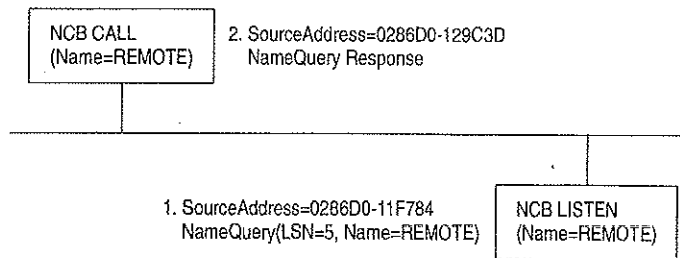 NCB CALL
(Name=REMOTE)
2. SourceAddress=0286D0-129C3D
NameQuery Response
1. SourceAddress=0286D0-11F784
NameQuery(LSN=5, Name=REMOTE)
NCB LISTEN
(Name=REMOTE)